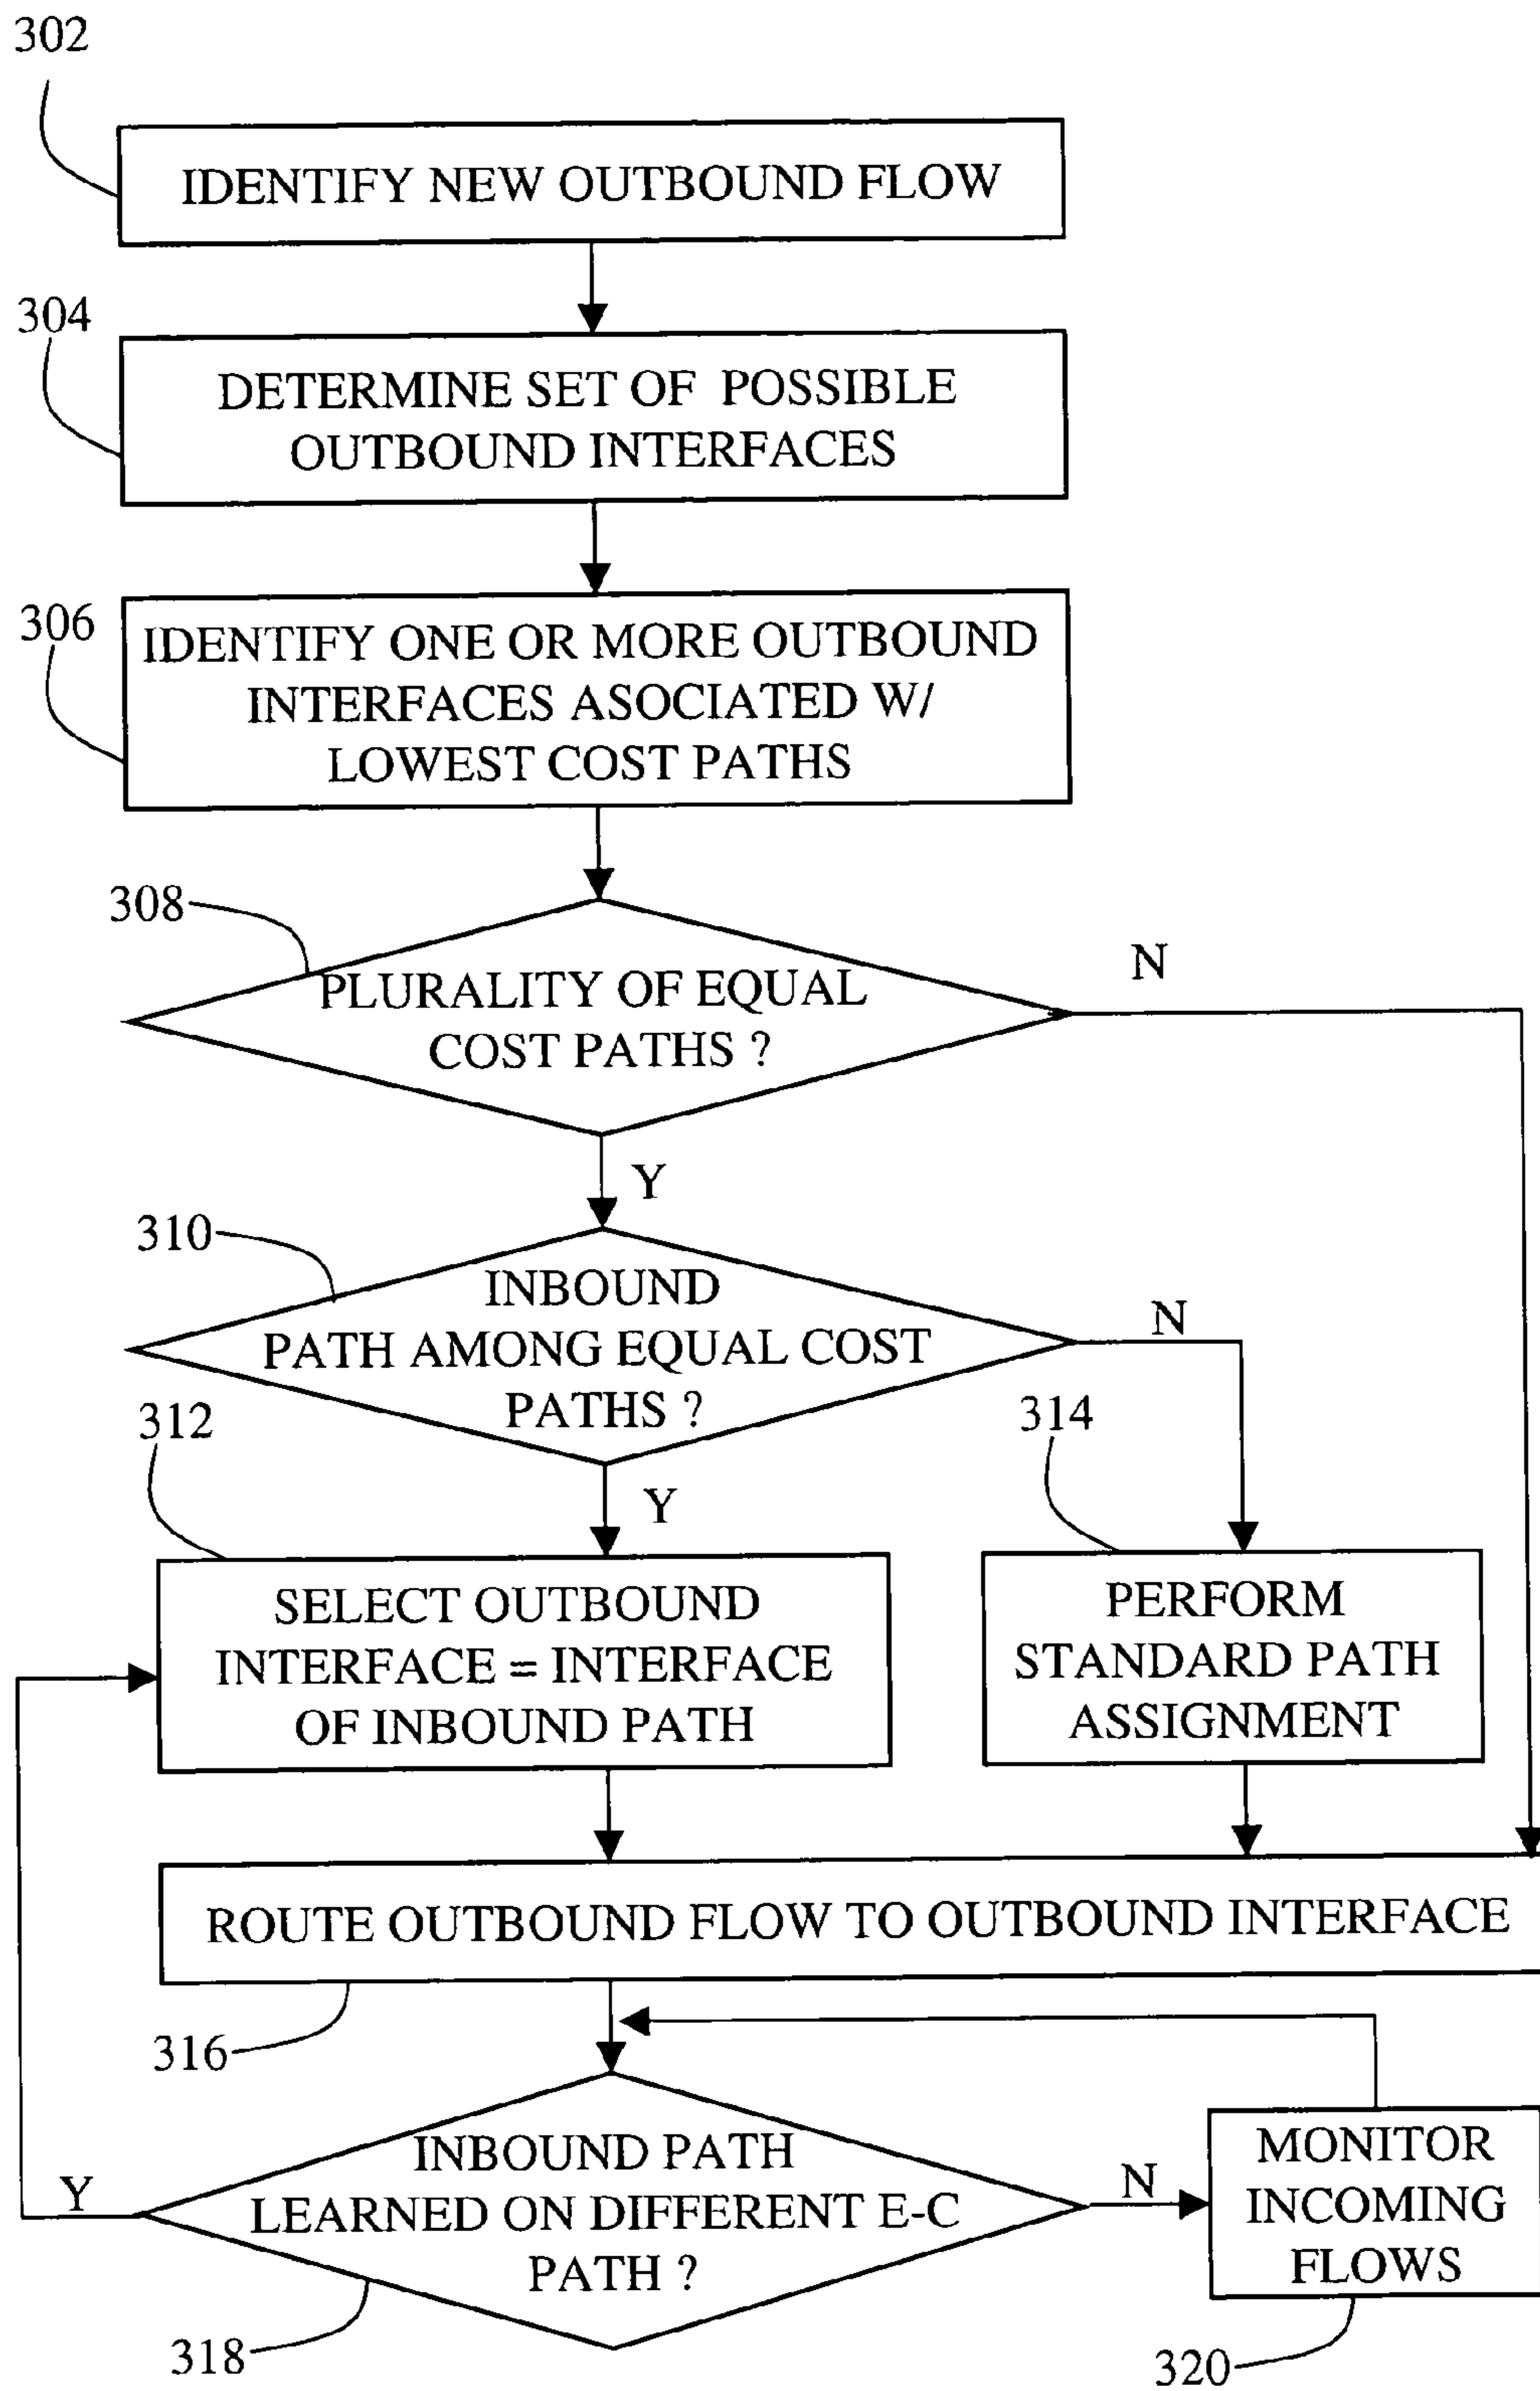 302
IDENTIFY NEW OUTBOUND FLOW
304
DETERMINE SET OF POSSIBLE
OUTBOUND INTERFACES
306
IDENTIFY ONE OR MORE OUTBOUND
INTERFACES ASOCIATED W/
LOWEST COST PATHS
308
N
PLURALITY OF EQUAL
COST PATHS ?
Y
310
INBOUND
PATH AMONG EQUAL COST
PATHS ?
N
312
314
Y
SELECT OUTBOUND
INTERFACE = INTERFACE
OF INBOUND PATH
PERFORM
STANDARD PATH
ASSIGNMENT
ROUTE OUTBOUND FLOW TO OUTBOUND INTERFACE
316
INBOUND PATH
LEARNED ON DIFFERENT E-C
PATH ?
Y
N
MONITOR
INCOMING
FLOWS
318
320